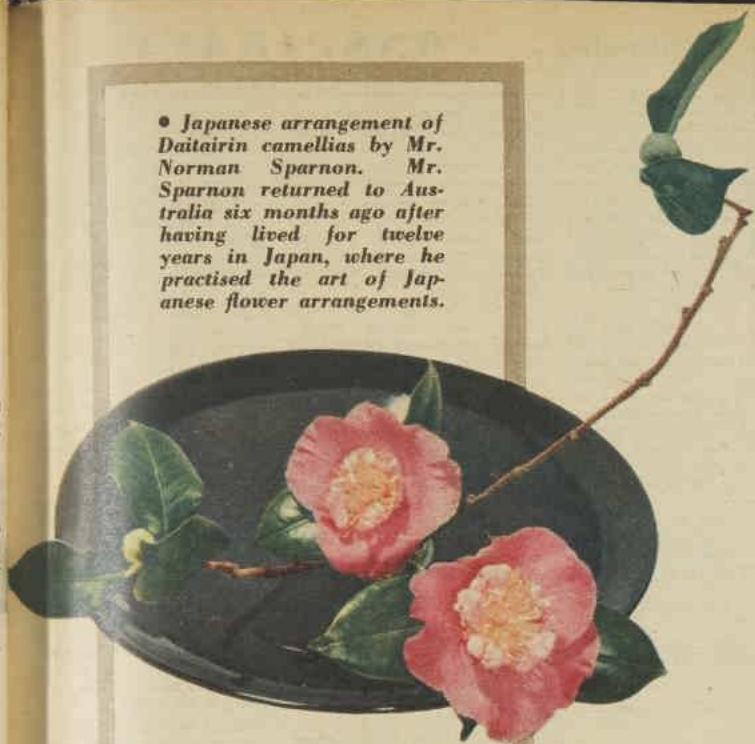 • Japanese arrangement of
Daitairin camellias by Mr.
Norman Sparnon. Mr.
Sparnon returned to Aus-
tralia six months ago after
having lived for twelve
years in Japan, where he
practised the art of Jap-
anese flower arrangements.